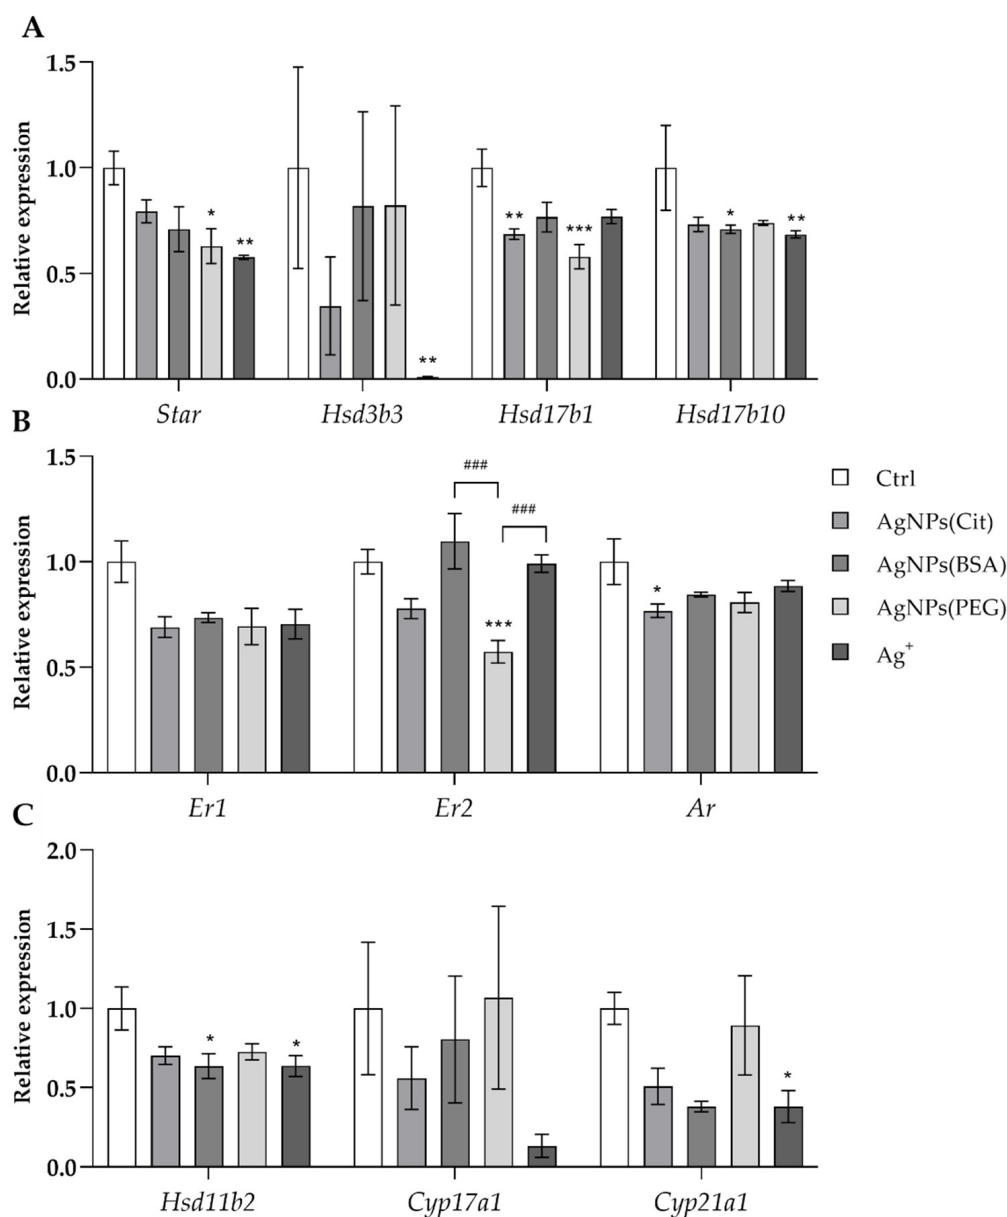 A
Relative expression
1.5
1.0
0.5
0.0
* ** ** ** *** * **
Star Hsd3b3 Hsd17b1 Hsd17b10
B
Relative expression
1.5
1.0
0.5
0.0
###
###
*** *
Er1 Er2 Ar
Ctrl
AgNPs(Cit)
AgNPs(BSA)
AgNPs(PEG)
Ag⁺
C
Relative expression
2.0
1.5
1.0
0.5
0.0
* * *
Hsd11b2 Cyp17a1 Cyp21a1